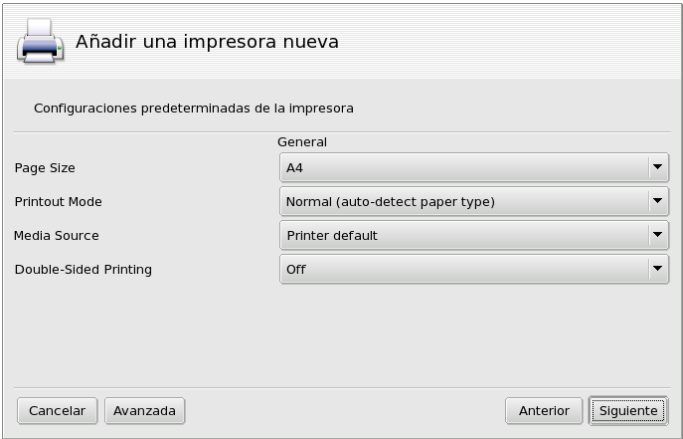 Añadir una impresora nueva
Configuraciones predeterminadas de la impresora
General
Page Size A4
Printout Mode Normal (auto-detect paper type)
Media Source Printer default
Double-Sided Printing Off
Cancelar Avanzada Anterior Siguiente